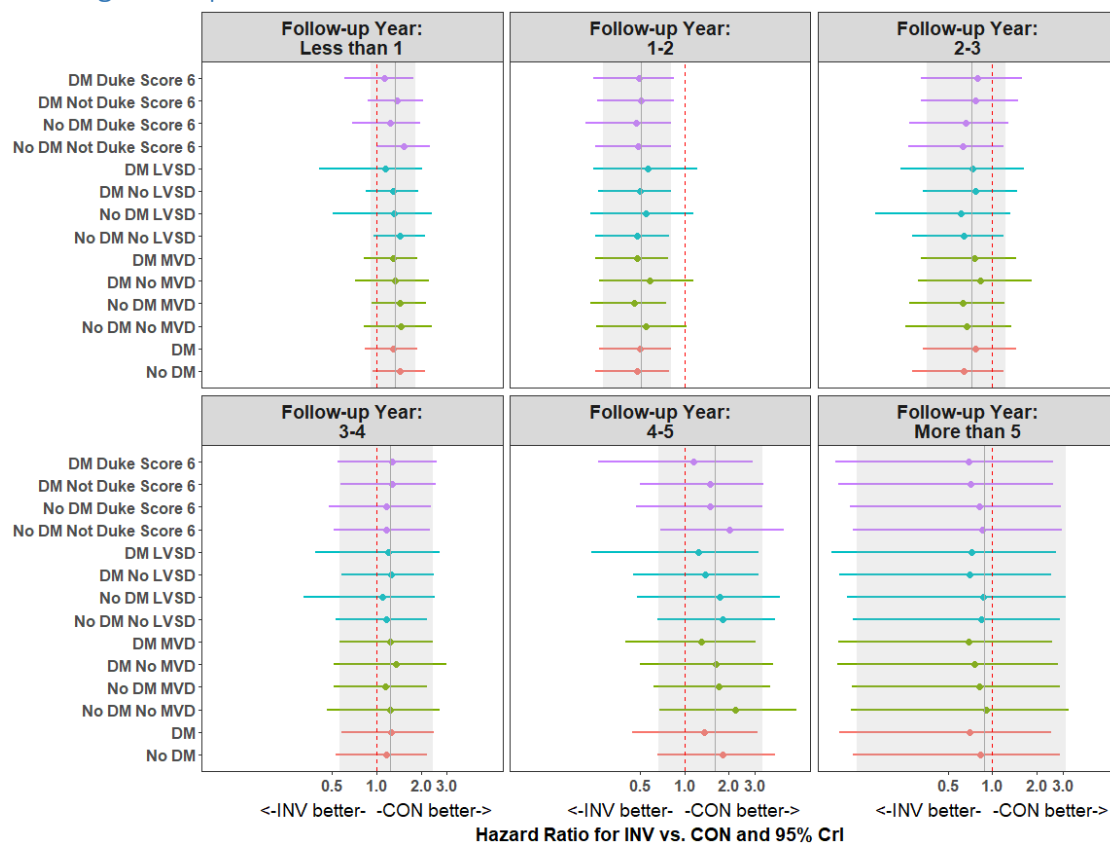 Follow-up Year:
Less than 1
Follow-up Year:
1-2
Follow-up Year:
2-3
DM Duke Score 6
DM Not Duke Score 6
No DM Duke Score 6
No DM Not Duke Score 6
DM LVSD
DM No LVSD
No DM LVSD
No DM No LVSD
DM MVD
DM No MVD
No DM MVD
No DM No MVD
DM
No DM
Follow-up Year:
3-4
Follow-up Year:
4-5
Follow-up Year:
More than 5
DM Duke Score 6
DM Not Duke Score 6
No DM Duke Score 6
No DM Not Duke Score 6
DM LVSD
DM No LVSD
No DM LVSD
No DM No LVSD
DM MVD
DM No MVD
No DM MVD
No DM No MVD
DM
No DM
0.5 1.0 2.0 3.0
0.5 1.0 2.0 3.0
0.5 1.0 2.0 3.0
<-INV better- -CON better->
<-INV better- -CON better->
<-INV better- -CON better->
Hazard Ratio for INV vs. CON and 95% CrI